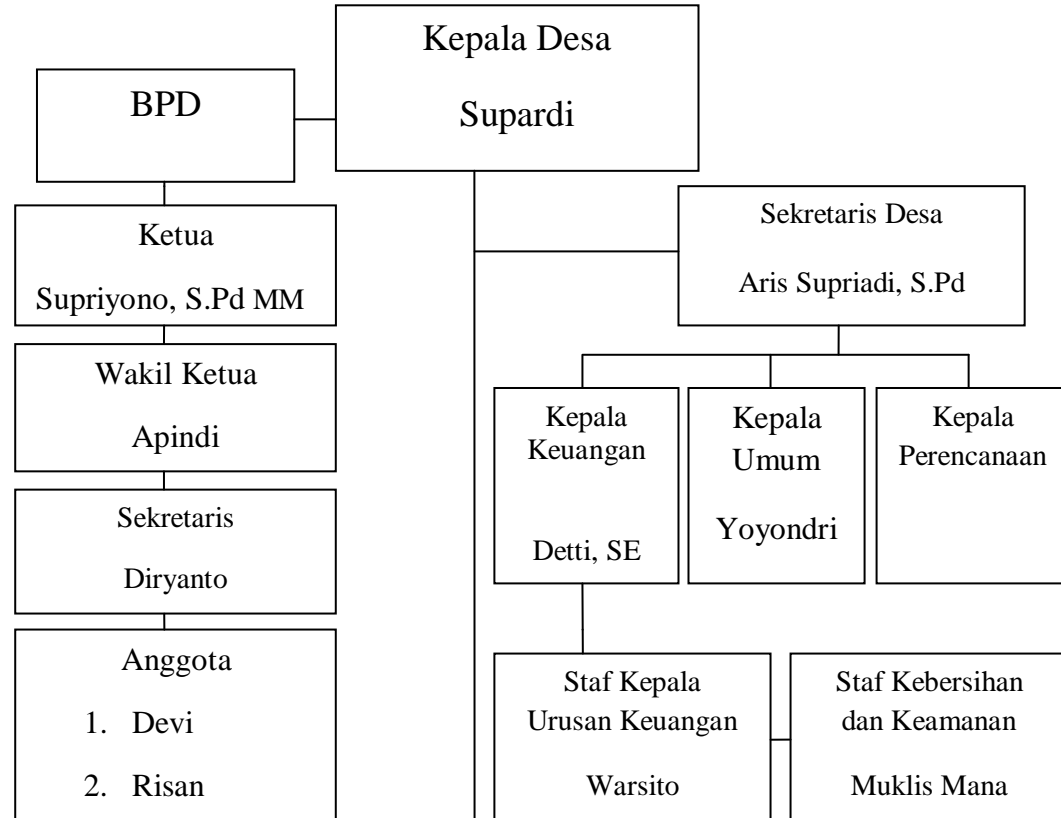 Kepala Desa
Supardi
BPD
Ketua
Supriyono, S.Pd MM
Wakil Ketua
Apindi
Sekretaris
Diryanto
Anggota
1. Devi
2. Risan
Sekretaris Desa
Aris Supriadi, S.Pd
Kepala
Keuangan
Detti, SE
Kepala
Umum
Yoyondri
Kepala
Perencanaan
Staf Kepala
Urusan Keuangan
Warsito
Staf Kebersihan
dan Keamanan
Muklis Mana